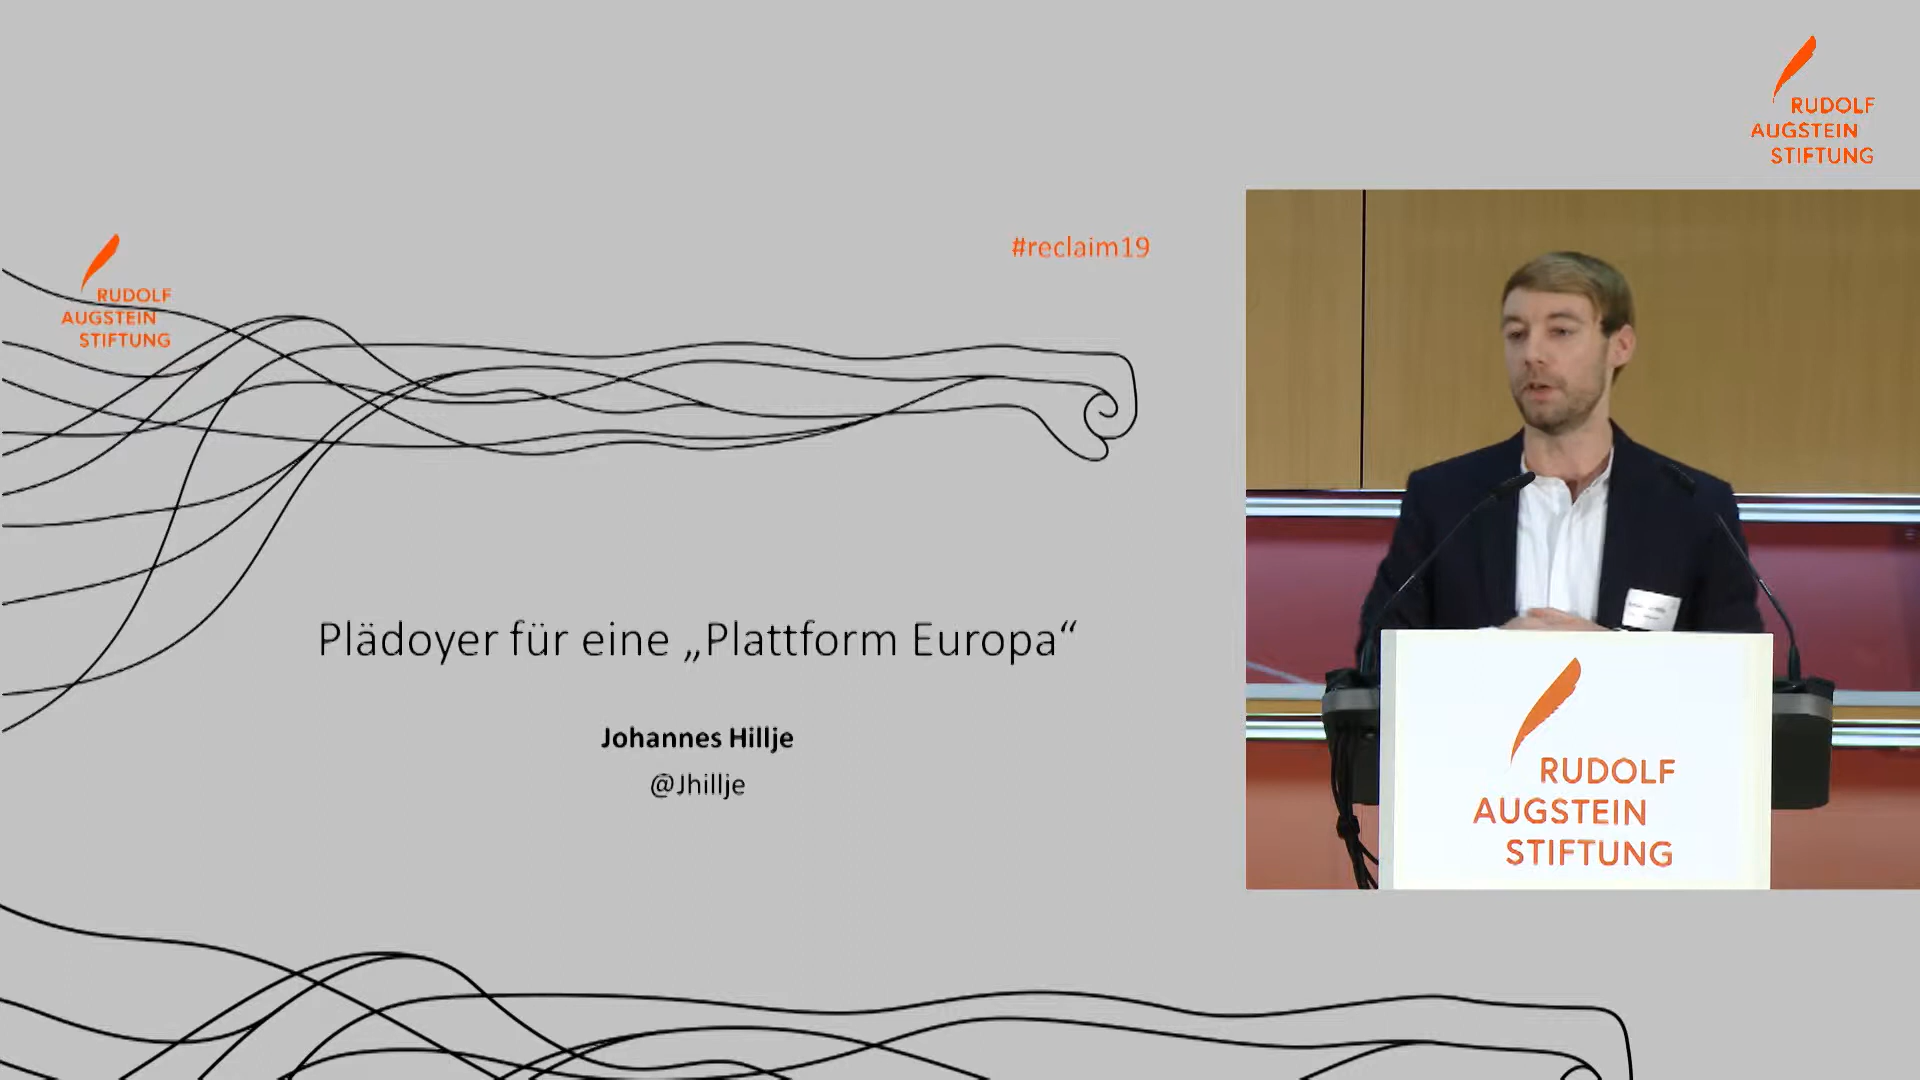 RUDOLF
AUGSTEIN
STIFTUNG
#reclaim19
RUDOLF
AUGSTEIN
STIFTUNG
Plädoyer für eine „Plattform Europa“
Johannes Hillje
@Jhillje
RUDOLF
AUGSTEIN
STIFTUNG